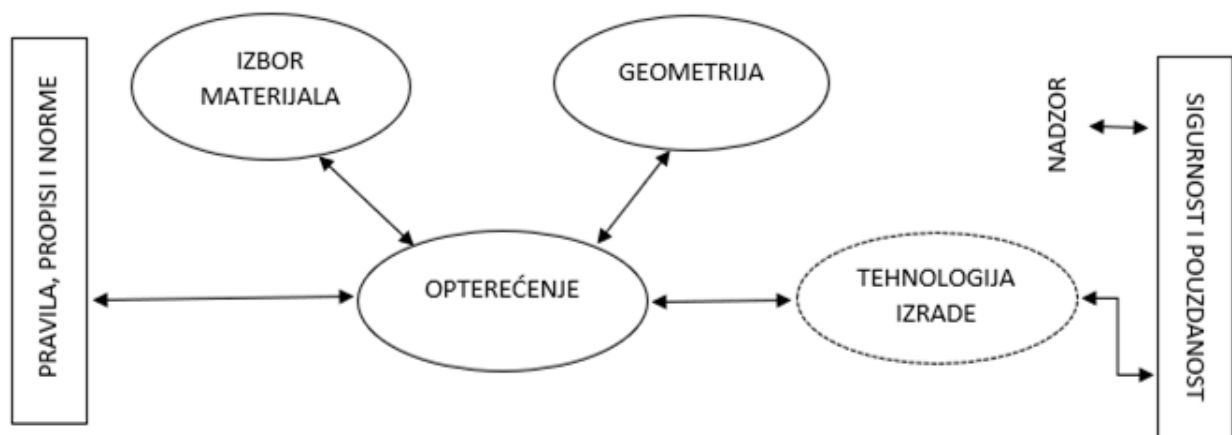 PRAVILA, PROPISI I NORME
IZBOR
MATERIJALA
GEOMETRIJA
OPTEREĆENJE
TEHNOLOGIJA
IZRADE
NADZOR
SIGURNOST I POUZDANOST